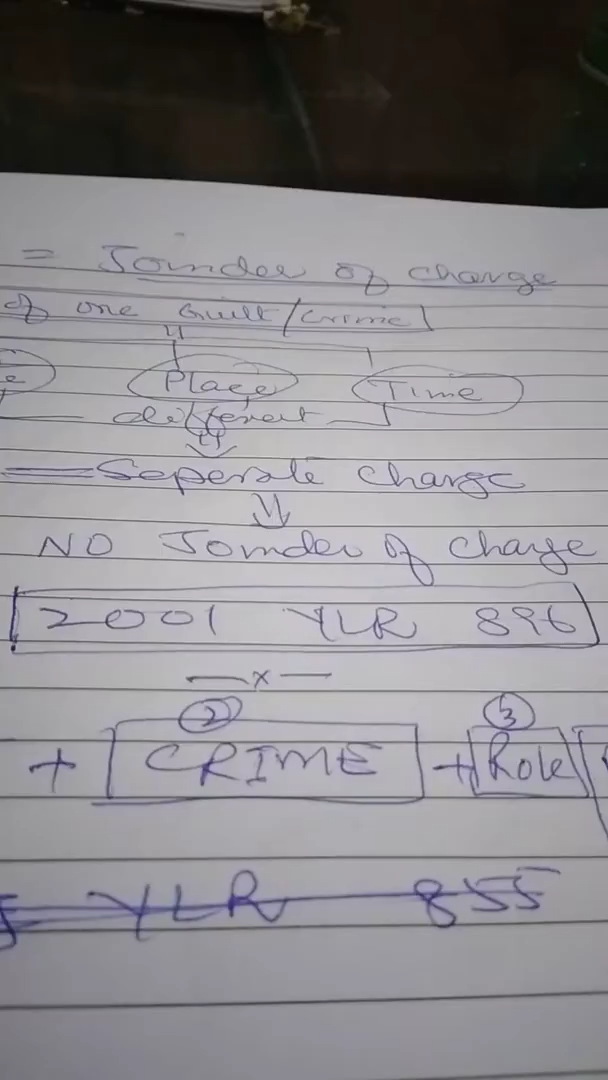 = Joinder of charge
of one Guilt/Crime
Place Time
different
Seperate charge
NO Joinder of charge
2001 YLR 896
x
2 3
+ CRIME + Role
YLR 855